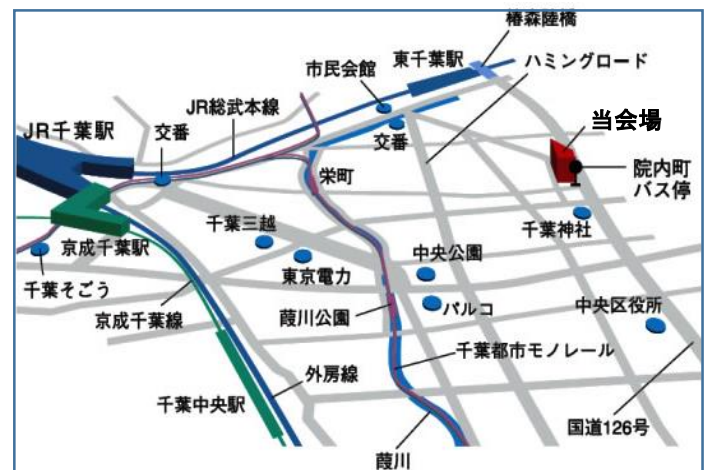 椿森陸橋
東千葉駅
ハミングロード
市民会館
JR総武本線
JR千葉駅
交番
交番
当会場
栄町
院内町
バス停
千葉三越
千葉神社
京成千葉駅
東京電力
中央公園
千葉そごう
葭川公園
パルコ
中央区役所
京成千葉線
千葉都市モノレール
外房線
千葉中央駅
国道126号
葭川